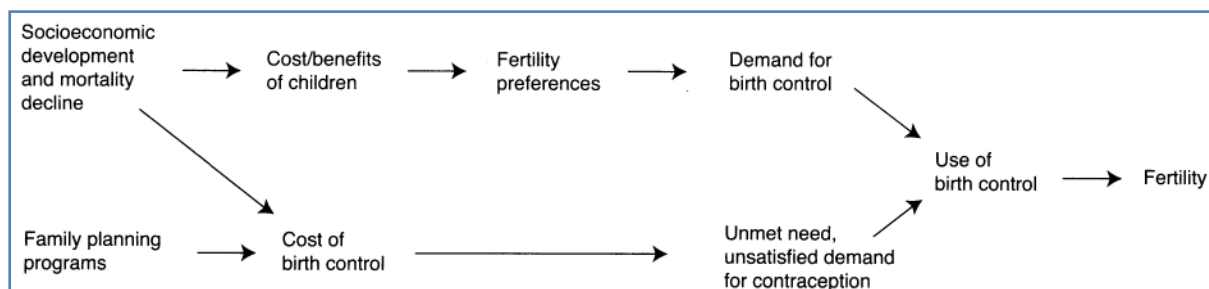 Socioeconomic
development
and mortality
decline
Cost/benefits
of children
Fertility
preferences
Demand for
birth control
Use of
birth control
Fertility
Family planning
programs
Cost of
birth control
Unmet need,
unsatisfied demand
for contraception